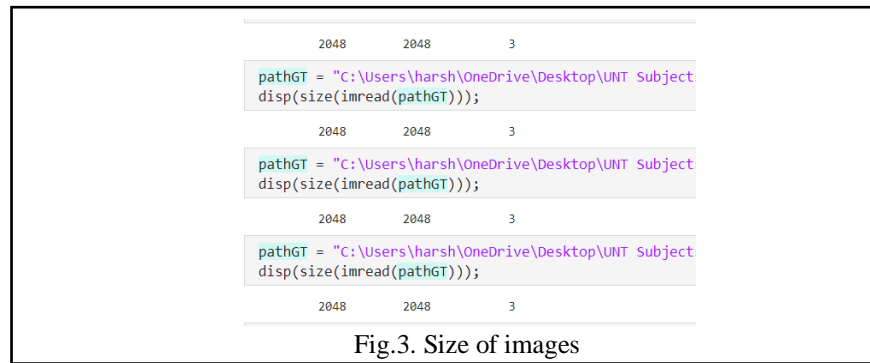 2048 2048 3
pathGT = "C:\Users\harsh\OneDrive\Desktop\UNT Subject
disp(size(imread(pathGT)));
2048 2048 3
pathGT = "C:\Users\harsh\OneDrive\Desktop\UNT Subject
disp(size(imread(pathGT)));
2048 2048 3
pathGT = "C:\Users\harsh\OneDrive\Desktop\UNT Subject
disp(size(imread(pathGT)));
2048 2048 3
Fig.3. Size of images